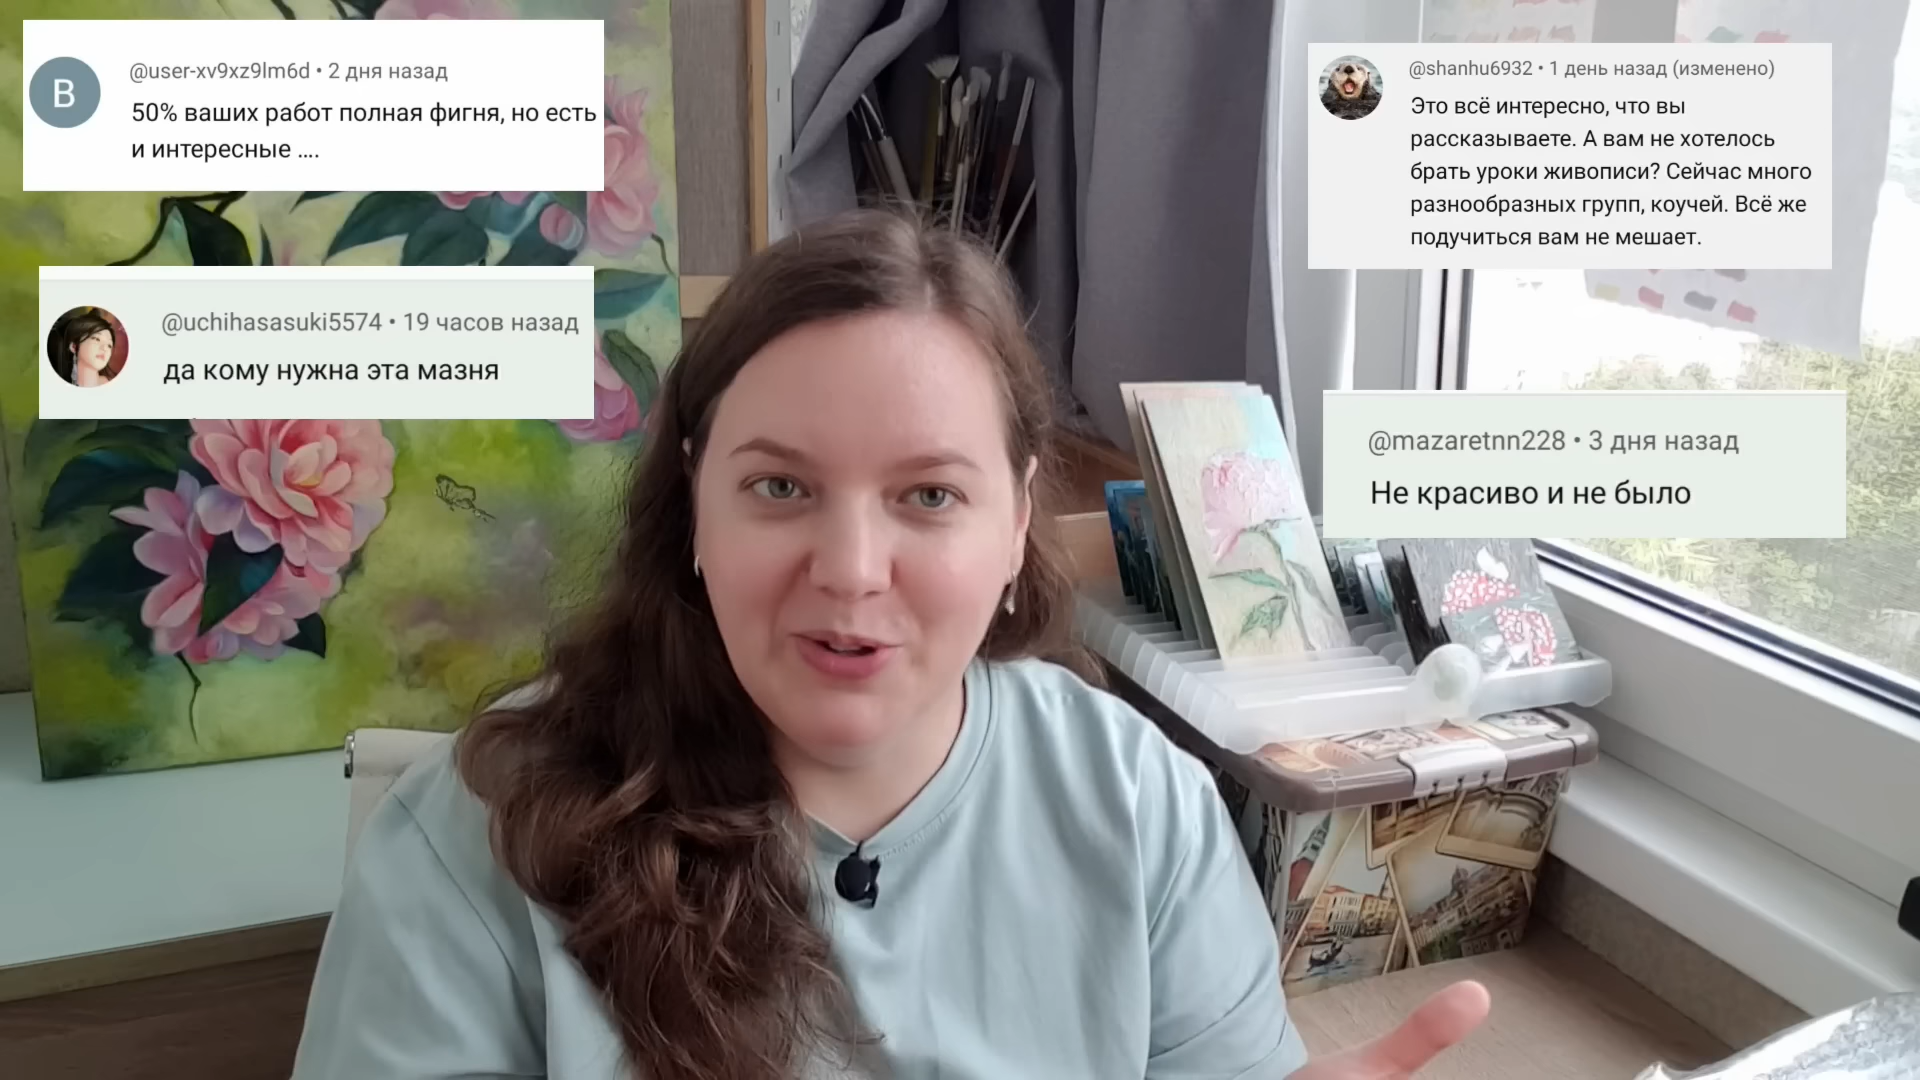 @user-xv9xz9lm6d • 2 дня назад
50% ваших работ полная фигня, но есть
и интересные ....
В
@uchihasasuki5574 • 19 часов назад
да кому нужна эта мазня
@shanhu6932 • 1 день назад (изменено)
Это всё интересно, что вы
рассказываете. А вам не хотелось
брать уроки живописи? Сейчас много
разнообразных групп, коучей. Всё же
подучиться вам не мешает.
@mazaretnn228 • 3 дня назад
Не красиво и не было